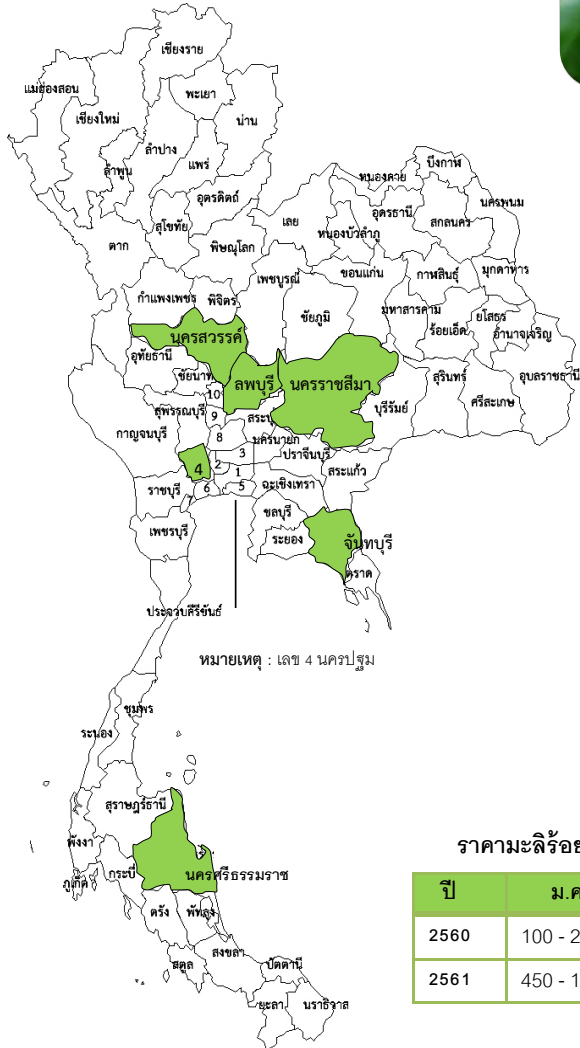 เชียงราย
แม่ฮ่องสอน
พะเยา
เชียงใหม่
น่าน
ลำปาง
แพร่
ลำพูน
อุตรดิตถ์
สุโขทัย
ตาก
พิษณุโลก
เลย
หนองคาย
บึงกาฬ
อุดรธานี
นครพนม
สกลนคร
หนองบัวลำภู
เพชรบูรณ์
ขอนแก่น
กาฬสินธุ์
มุกดาหาร
กำแพงเพชร
พิจิตร
ชัยภูมิ
มหาสารคาม
ร้อยเอ็ด
ยโสธร
อำนาจเจริญ
นครสวรรค์
อุทัยธานี
ชัยนาท
ลพบุรี
นครราชสีมา
บุรีรัมย์
สุรินทร์
ศรีสะเกษ
อุบลราชธานี
10
สุพรรณบุรี
9
สระบุ
กาญจนบุรี
8
นครนายก
3
ปราจีนบุรี
สระแก้ว
4
2
1
5
6
ฉะเชิงเทรา
ราชบุรี
ชลบุรี
เพชรบุรี
ระยอง
จันทบุรี
ตราด
ประจวบคีรีขันธ์
หมายเหตุ : เลข 4 นครปฐม
ชุมพร
ระนอง
สุราษฎร์ธานี
พังงา
ภูเก็ต
กระบี่
นครศรีธรรมราช
ตรัง
พัทลุง
สตูล
สงขลา
ปัตตานี
ยะลา
นราธิวาส
ราคามะลิร้อย
ปี ม.ค
2560 100 - 2
2561 450 - 1